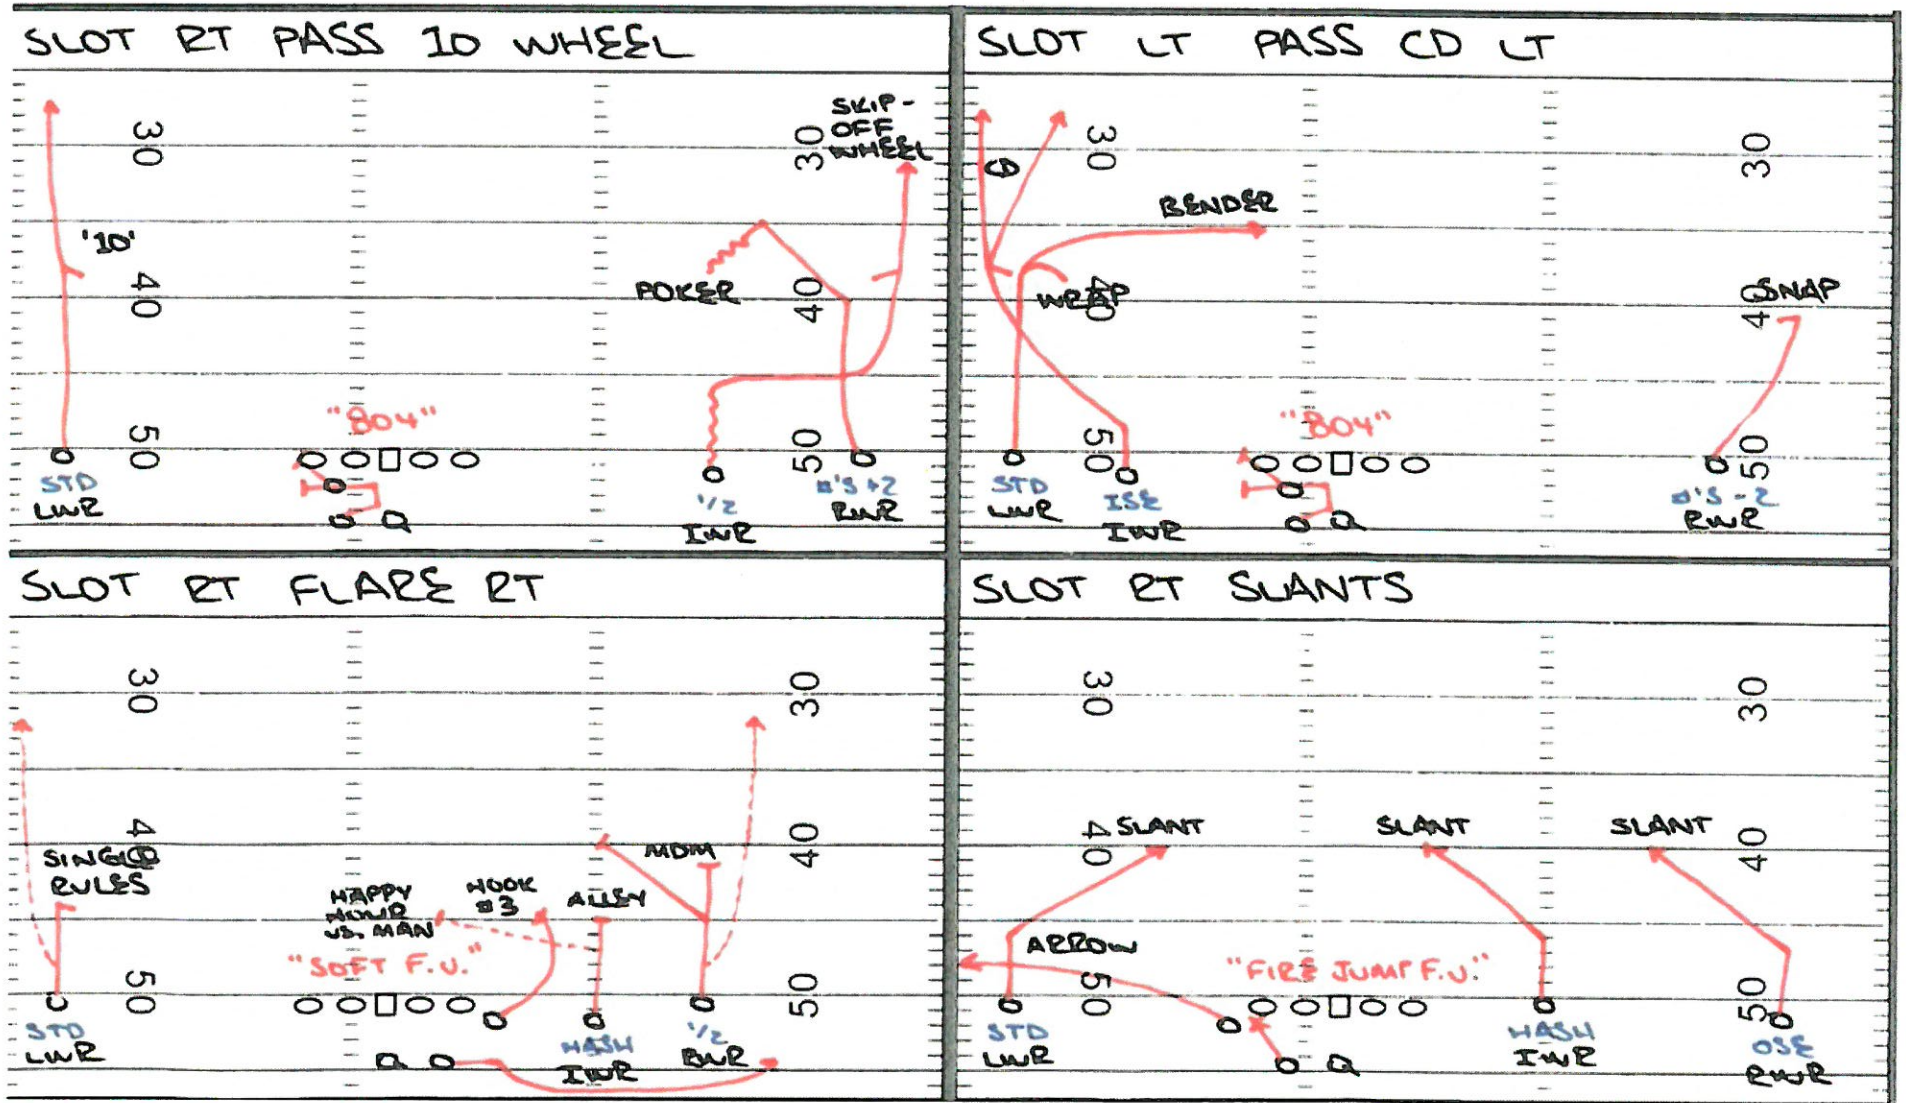 SLOT RT PASS 10 WHEEL
SKIP-
OFF
WHEEL
30
30
'10'
POKER
40
40
"804"
50
50
STD
LWR
1/2
IWR
#'S +2
RWR
Q
SLOT LT PASS CD LT
CD
30
30
BENDER
WRAP
40
40
SNAP
"804"
50
50
STD
LWR
ISE
IWR
#'S -2
RWR
Q
SLOT RT FLARE RT
30
30
40
40
SINGLE
RULES
MDM
HAPPY
HOUR
VS. MAN
HOOK
#3
ALLEY
"SOFT F.U."
50
50
STD
LWR
HASH
IWR
1/2
RWR
Q
SLOT RT SLANTS
30
30
40
SLANT
SLANT
SLANT
40
ARROW
"FIRE JUMP F.U."
50
50
STD
LWR
HASH
IWR
OSE
RWR
Q